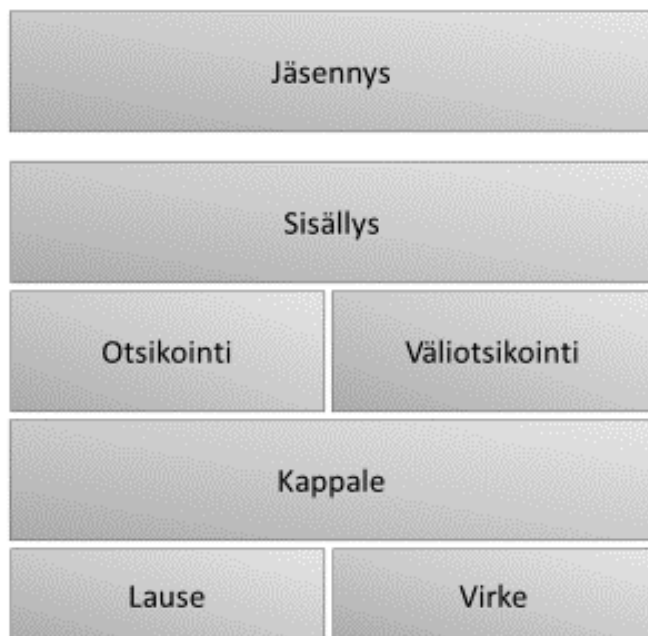 Jäsennys
Sisällys
Otsikointi Väliotsikointi
Kappale
Lause Virke